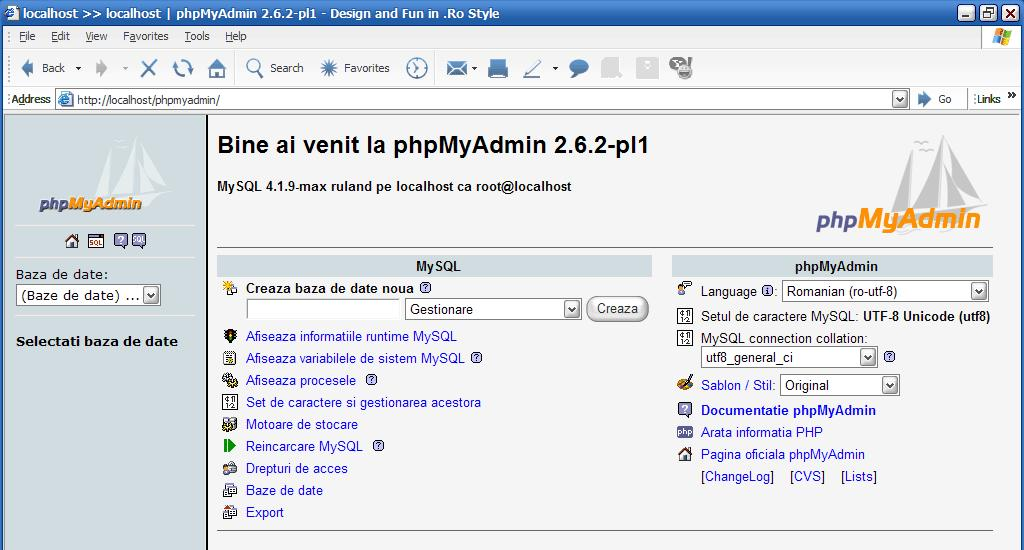 localhost >> localhost | phpMyAdmin 2.6.2-pl1 - Design and Fun in .Ro Style
File Edit View Favorites Tools Help
Back Search Favorites
Address http://localhost/phpmyadmin/ Go Links »
phpMyAdmin
SQL ? SQL
Baza de date:
(Baze de date) ...
Selectati baza de date
Bine ai venit la phpMyAdmin 2.6.2-pl1
MySQL 4.1.9-max ruland pe localhost ca root@localhost
phpMyAdmin
MySQL
Creaza baza de date noua ?
Gestionare Creaza
Afiseaza informatiile runtime MySQL
Afiseaza variabilele de sistem MySQL ?
Afiseaza procesele ?
Set de caractere si gestionarea acestora
Motoare de stocare
Reincarcare MySQL ?
Drepturi de acces
Baze de date
Export
phpMyAdmin
Language i: Romanian (ro-utf-8)
Setul de caractere MySQL: UTF-8 Unicode (utf8)
MySQL connection collation:
utf8_general_ci ?
Sablon / Stil: Original
Documentatie phpMyAdmin
php Arata informatia PHP
Pagina oficiala phpMyAdmin
[ChangeLog] [CVS] [Lists]